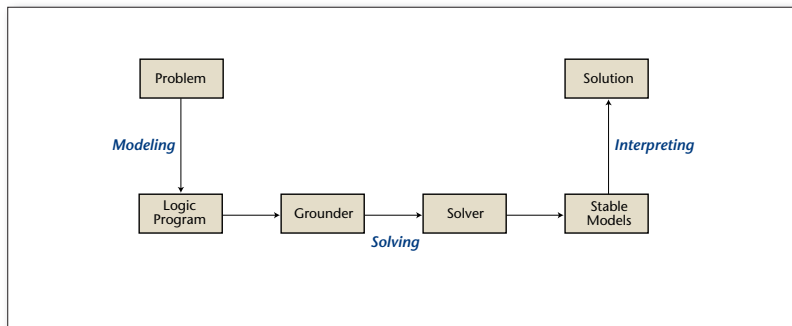 Problem
Solution
Modeling
Interpreting
Logic
Program
Grounder
Solver
Stable
Models
Solving